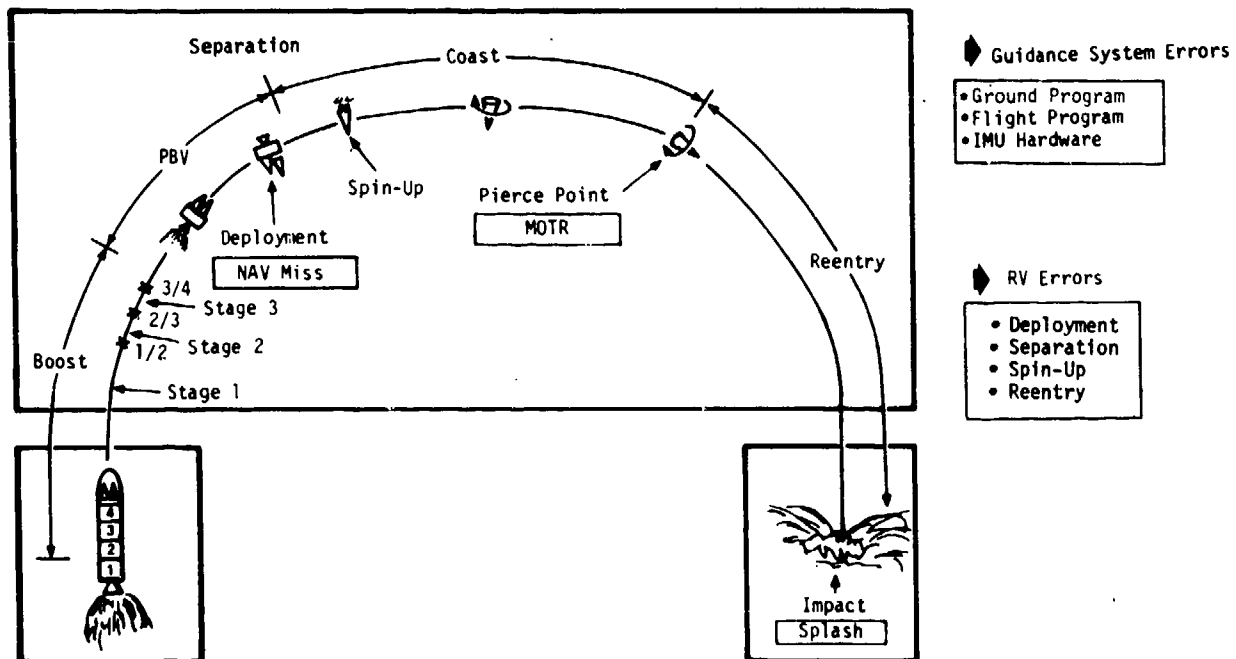 Separation
Coast
PBV
Spin-Up
Pierce Point
MOTR
Deployment
NAV Miss
Reentry
3/4
Stage 3
2/3
Stage 2
1/2
Boost
Stage 1
4
3
2
1
Impact
Splash
Guidance System Errors
• Ground Program
• Flight Program
• IMU Hardware
RV Errors
• Deployment
• Separation
• Spin-Up
• Reentry